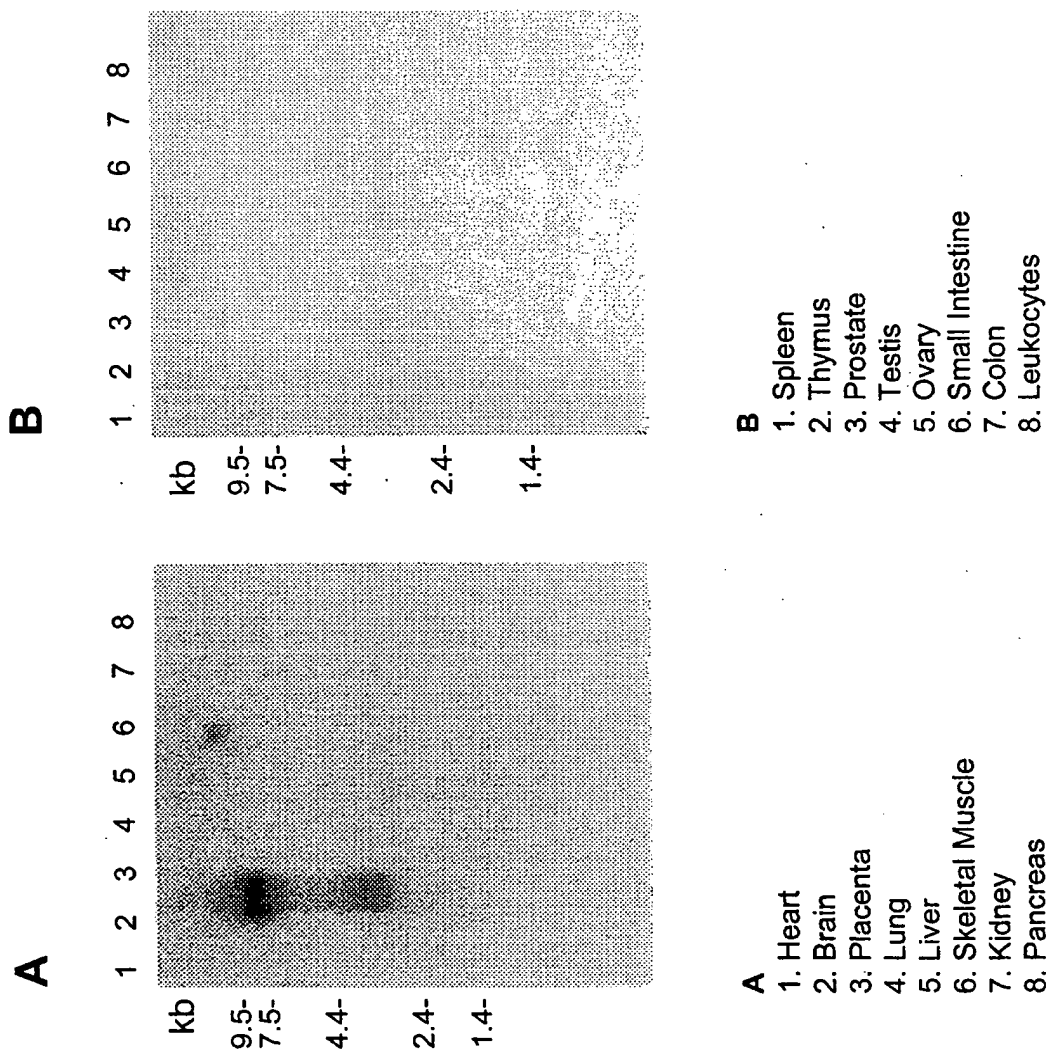 A
1 2 3 4 5 6 7 8
kb
9.5-
7.5-
4.4-
2.4-
1.4-
A
1. Heart
2. Brain
3. Placenta
4. Lung
5. Liver
6. Skeletal Muscle
7. Kidney
8. Pancreas
B
1 2 3 4 5 6 7 8
kb
9.5-
7.5-
4.4-
2.4-
1.4-
B
1. Spleen
2. Thymus
3. Prostate
4. Testis
5. Ovary
6. Small Intestine
7. Colon
8. Leukocytes